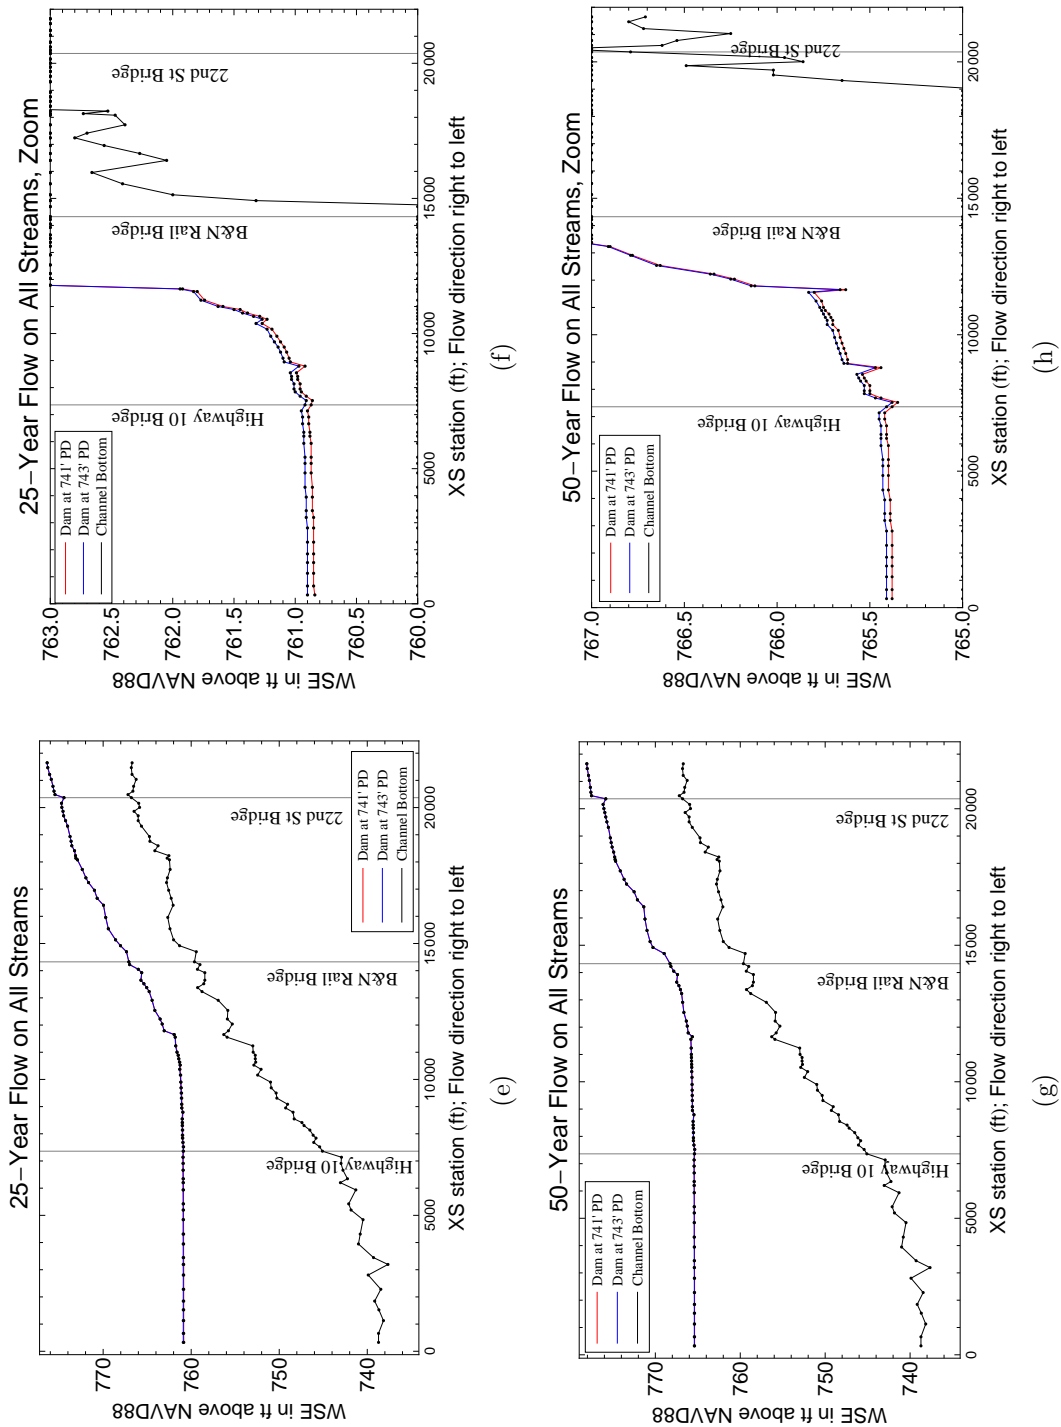 25−Year Flow on All Streams
WSE in ft above NAVD88
770
760
750
740
Highway 10 Bridge
B&N Rail Bridge
22nd St Bridge
Dam at 741' PD
Dam at 743' PD
Channel Bottom
0
5000
10000
15000
20000
XS station (ft); Flow direction right to left
(e)
25−Year Flow on All Streams, Zoom
WSE in ft above NAVD88
763.0
762.5
762.0
761.5
761.0
760.5
760.0
Dam at 741' PD
Dam at 743' PD
Channel Bottom
Highway 10 Bridge
B&N Rail Bridge
22nd St Bridge
0
5000
10000
15000
20000
XS station (ft); Flow direction right to left
(f)
50−Year Flow on All Streams
WSE in ft above NAVD88
770
760
750
740
Dam at 741' PD
Dam at 743' PD
Channel Bottom
Highway 10 Bridge
B&N Rail Bridge
22nd St Bridge
0
5000
10000
15000
20000
XS station (ft); Flow direction right to left
(g)
50−Year Flow on All Streams, Zoom
WSE in ft above NAVD88
767.0
766.5
766.0
765.5
765.0
Dam at 741' PD
Dam at 743' PD
Channel Bottom
Highway 10 Bridge
B&N Rail Bridge
22nd St Bridge
0
5000
10000
15000
20000
XS station (ft); Flow direction right to left
(h)